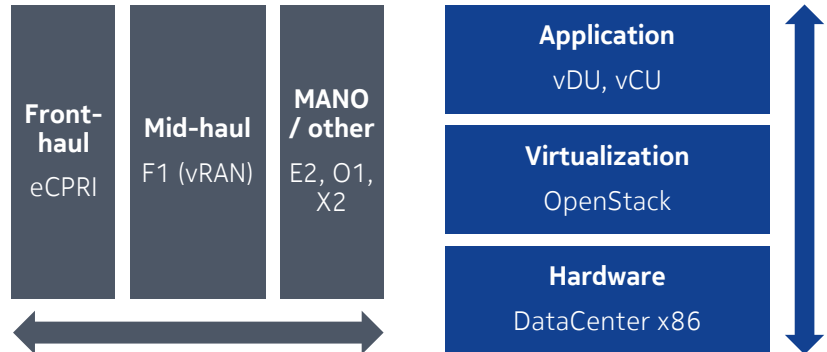 Front-
haul
eCPRI
Mid-haul
F1 (vRAN)
MANO
/ other
E2, O1,
X2
Application
vDU, vCU
Virtualization
OpenStack
Hardware
DataCenter x86